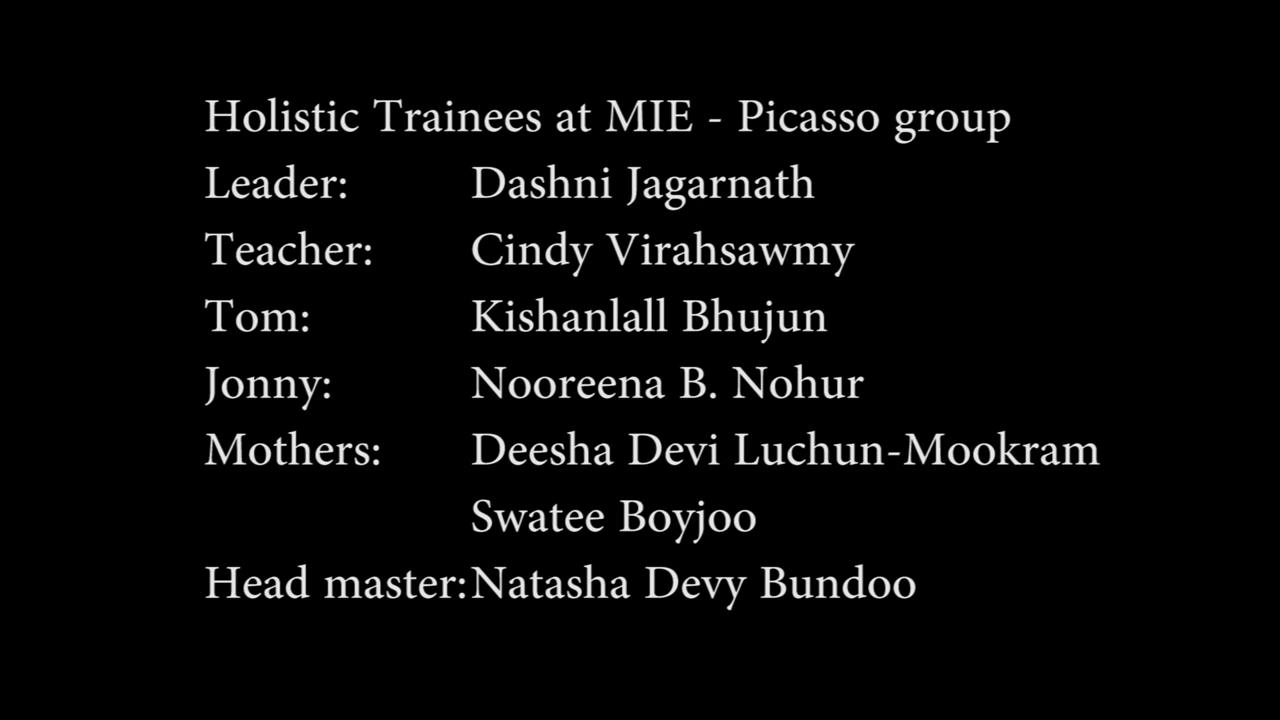 Holistic Trainees at MIE - Picasso group
Leader: Dashni Jagarnath
Teacher: Cindy Virahsawmy
Tom: Kishanlall Bhujun
Jonny: Nooreena B. Nohur
Mothers: Deesha Devi Luchun-Mookram
Swatee Boyjoo
Head master: Natasha Devy Bundoo